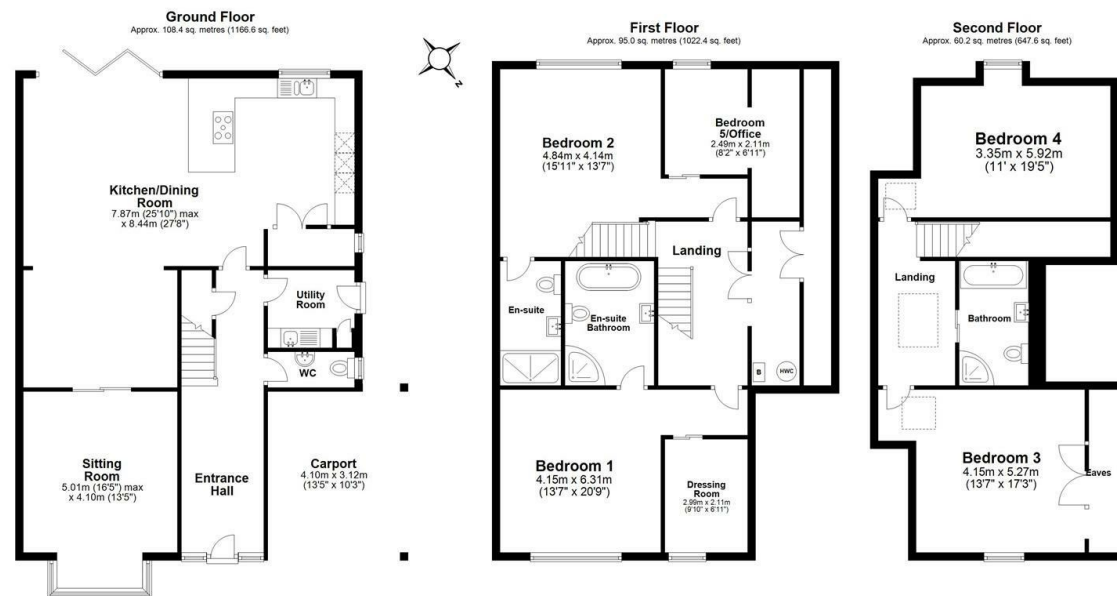 Ground Floor
Approx. 108.4 sq. metres (1166.6 sq. feet)
Kitchen/Dining
Room
7.87m (25'10") max
x 8.44m (27'8")
Utility
Room
WC
Sitting
Room
5.01m (16'5") max
x 4.10m (13'5")
Entrance
Hall
Carport
4.10m x 3.12m
(13'5" x 10'3")
N
First Floor
Approx. 95.0 sq. metres (1022.4 sq. feet)
Bedroom 2
4.84m x 4.14m
(15'11" x 13'7")
Bedroom
5/Office
2.49m x 2.11m
(8'2" x 6'11")
Landing
En-suite
En-suite
Bathroom
B
HWC
Bedroom 1
4.15m x 6.31m
(13'7" x 20'9")
Dressing
Room
2.99m x 2.11m
(9'10" x 6'11")
Second Floor
Approx. 60.2 sq. metres (647.6 sq. feet)
Bedroom 4
3.35m x 5.92m
(11' x 19'5")
Landing
Bathroom
Bedroom 3
4.15m x 5.27m
(13'7" x 17'3")
Eaves